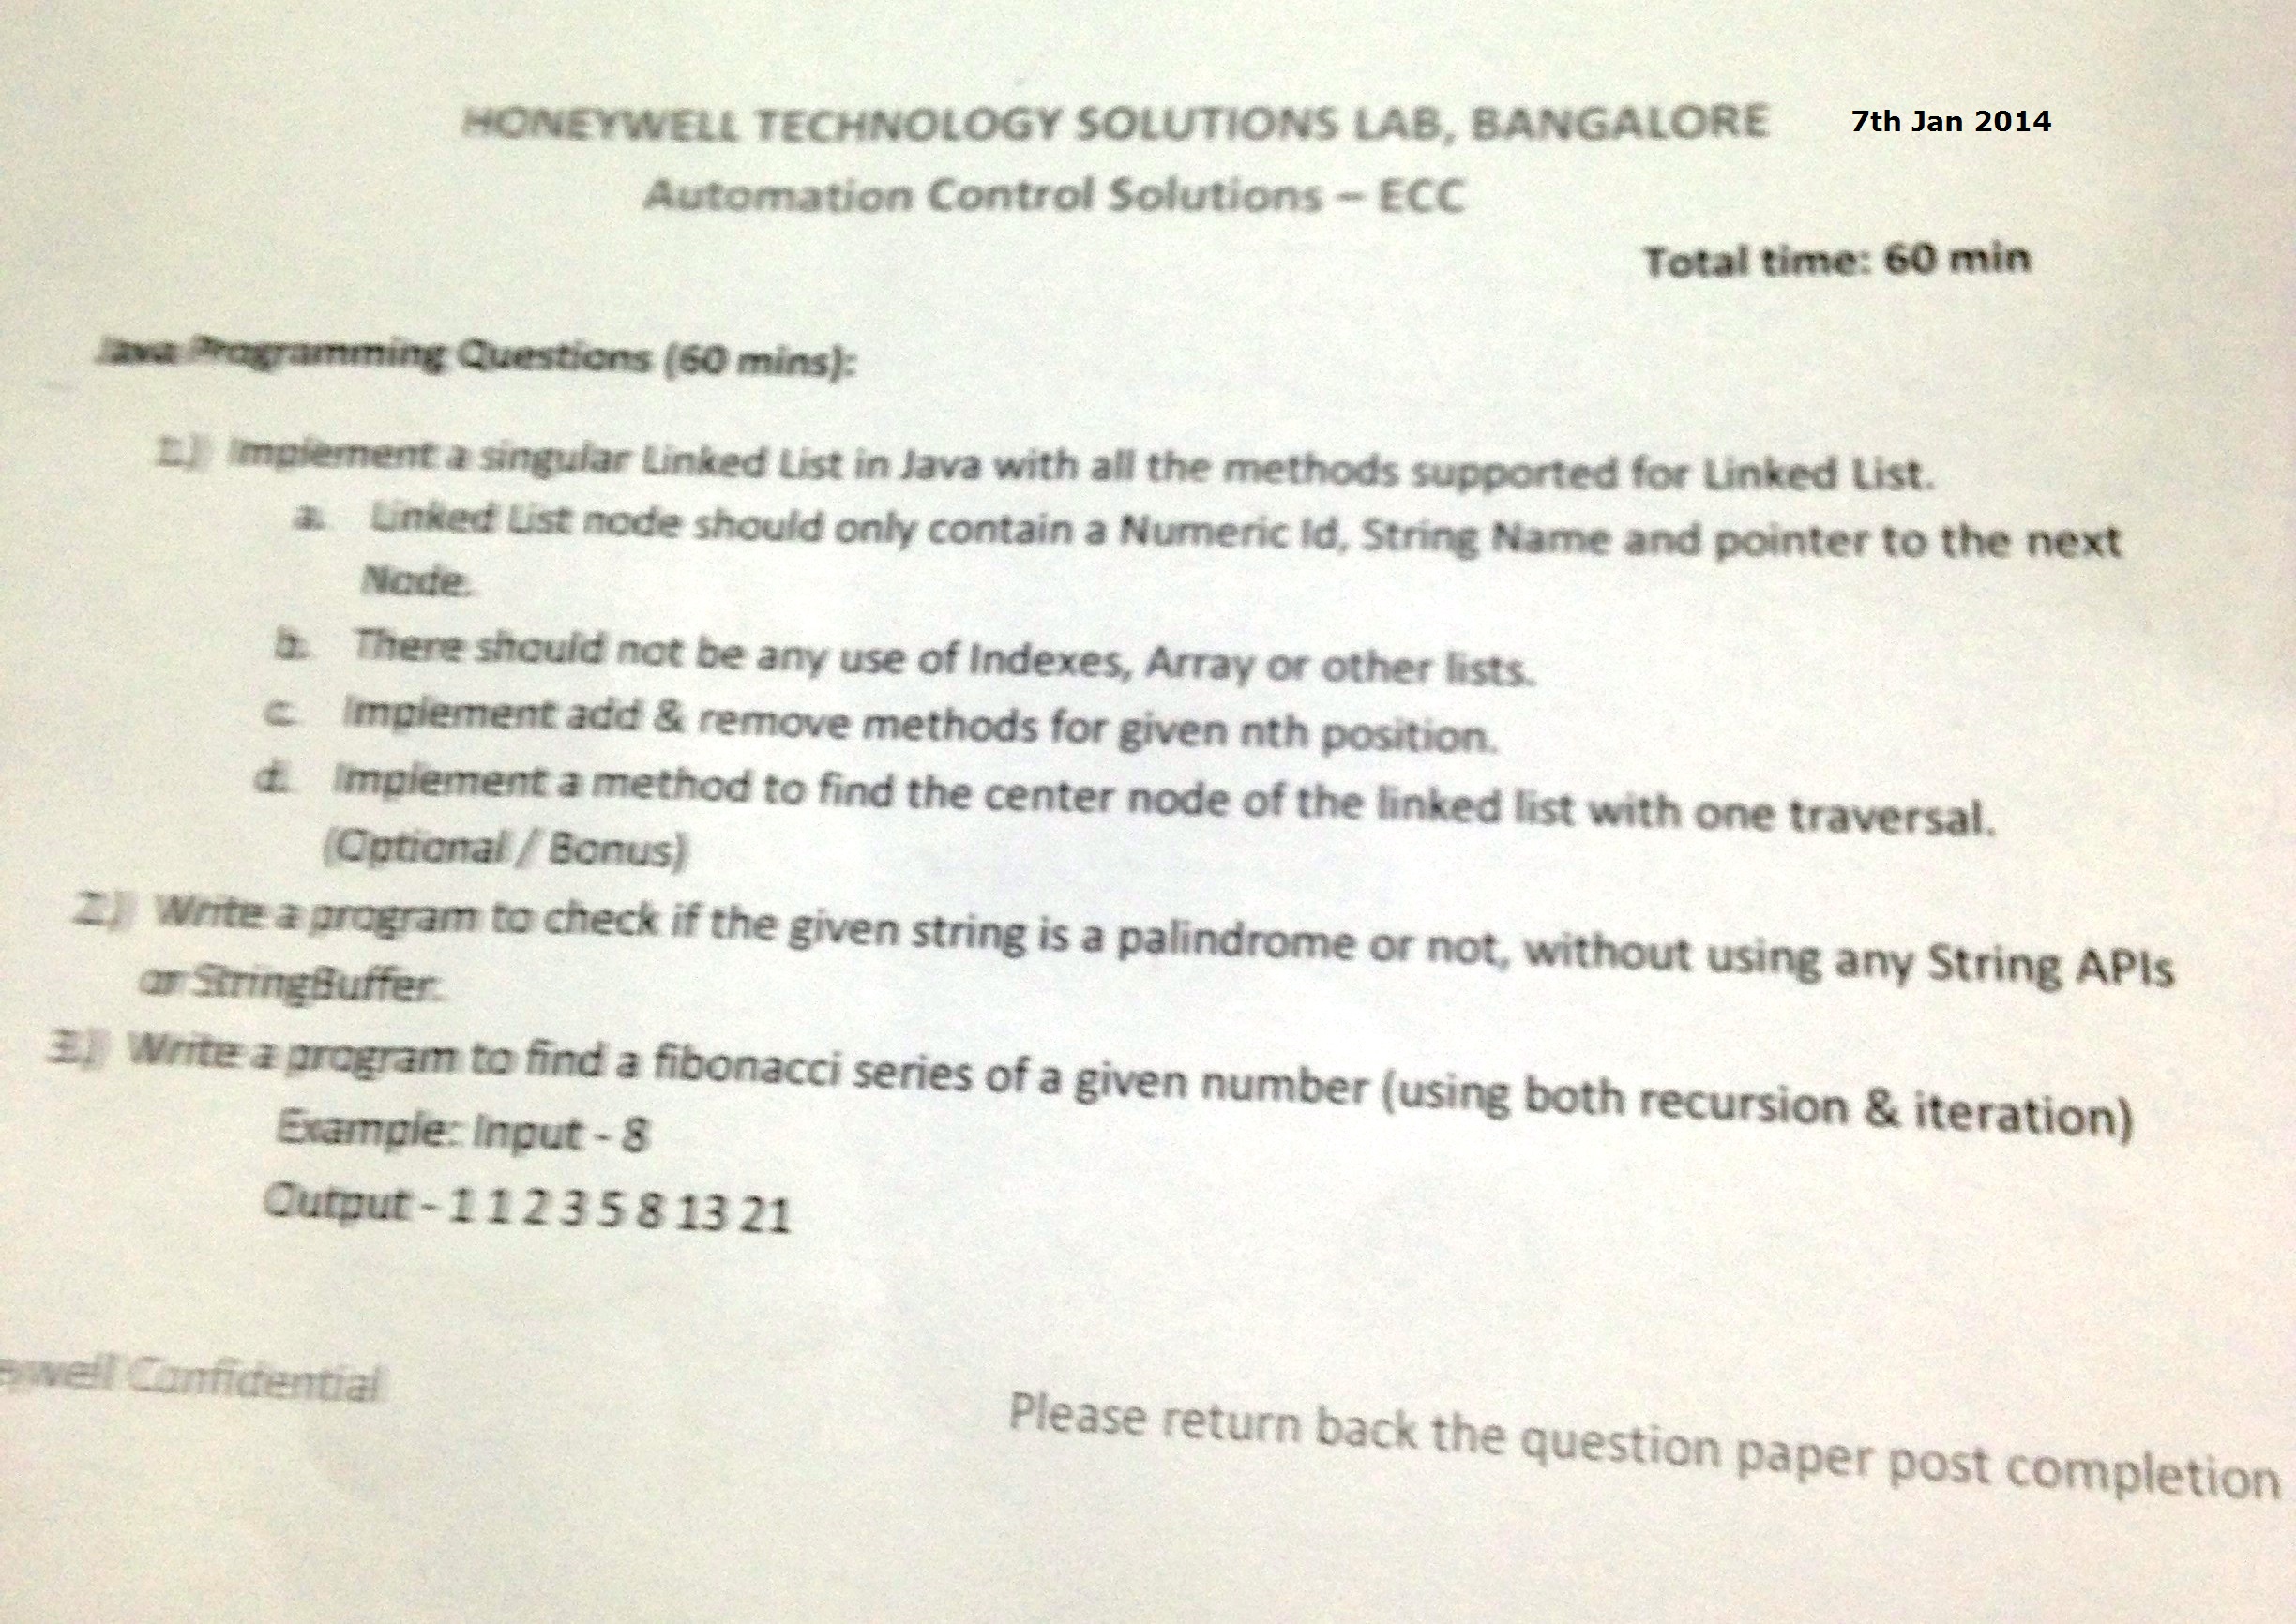 HONEYWELL TECHNOLOGY SOLUTIONS LAB, BANGALORE 7th Jan 2014
Automation Control Solutions – ECC
Total time: 60 min
Java Programming Questions (60 mins):
1.) Implement a singular Linked List in Java with all the methods supported for Linked List.
a. Linked List node should only contain a Numeric Id, String Name and pointer to the next
Node.
b. There should not be any use of Indexes, Array or other lists.
c. Implement add & remove methods for given nth position.
d. Implement a method to find the center node of the linked list with one traversal.
(Optional / Bonus)
2.) Write a program to check if the given string is a palindrome or not, without using any String APIs
or StringBuffer.
3.) Write a program to find a fibonacci series of a given number (using both recursion & iteration)
Example: Input - 8
Output - 1 1 2 3 5 8 13 21
eywell Confidential
Please return back the question paper post completion